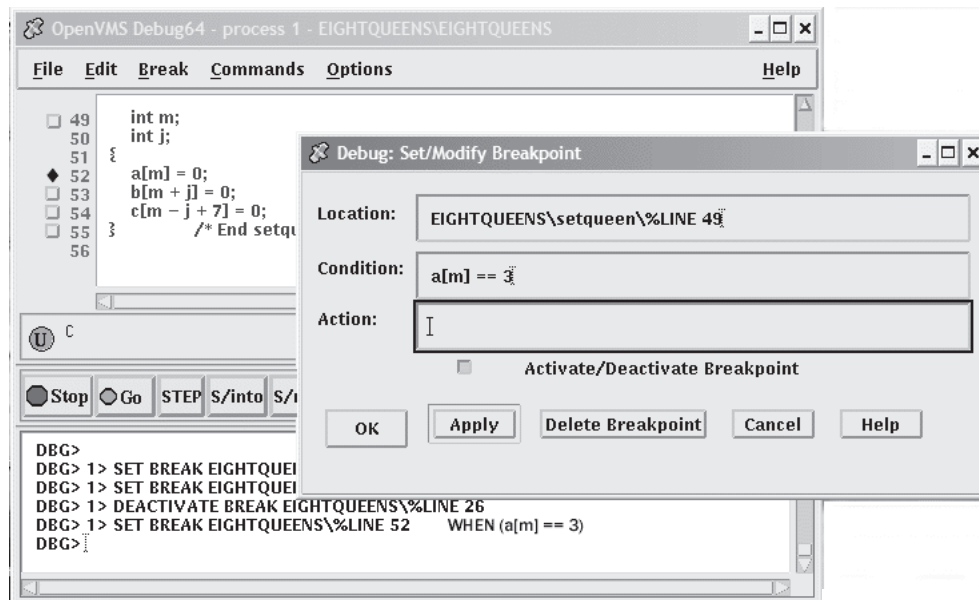 OpenVMS Debug64 - process 1 - EIGHTQUEENS\EIGHTQUEENS
File Edit Break Commands Options Help
49 int m;
50 int j;
51 {
52 a[m] = 0;
53 b[m + j] = 0;
54 c[m – j + 7] = 0;
55 } /* End setqu
56
Debug: Set/Modify Breakpoint
Location: EIGHTQUEENS\setqueen\%LINE 49
Condition: a[m] == 3
Action:
Activate/Deactivate Breakpoint
OK Apply Delete Breakpoint Cancel Help
U C
Stop Go STEP S/into
DBG>
DBG> 1> SET BREAK EIGHTQUEI
DBG> 1> SET BREAK EIGHTQUEI
DBG> 1> DEACTIVATE BREAK EIGHTQUEENS\%LINE 26
DBG> 1> SET BREAK EIGHTQUEENS\%LINE 52 WHEN (a[m] == 3)
DBG>